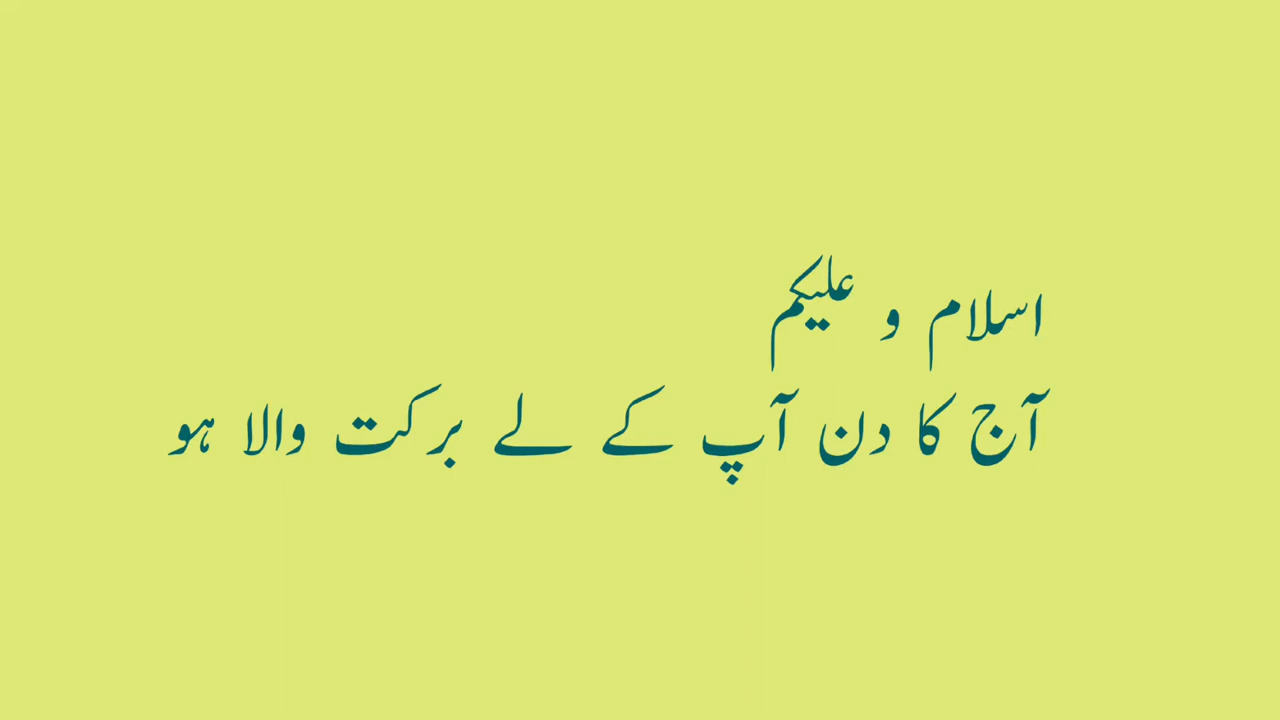 اسلام و علیکم
آج کا دن آپ کے لے برکت والا ہو